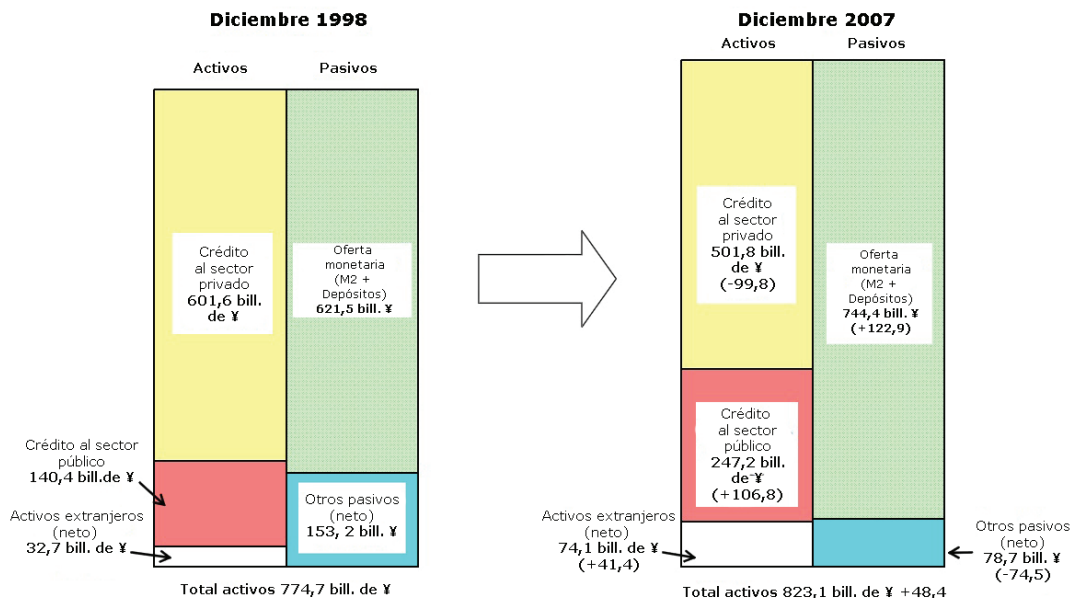 Diciembre 1998
Activos
Pasivos
Crédito
al sector
privado
601,6 bill.
de ¥
Oferta
monetaria
(M2 +
Depósitos)
621,5 bill. ¥
Crédito al sector
público
140,4 bill.de ¥
Activos extranjeros
(neto)
32,7 bill. de ¥
Otros pasivos
(neto)
153, 2 bill. ¥
Total activos 774,7 bill. de ¥
Diciembre 2007
Activos
Pasivos
Crédito
al sector
privado
501,8 bill.
de ¥
(-99,8)
Oferta
monetaria
(M2 +
Depósitos)
744,4 bill. ¥
(+122,9)
Crédito
al sector
público
247,2 bill.
de ¥
(+106,8)
Activos extranjeros
(neto)
74,1 bill. de ¥
(+41,4)
Otros pasivos
(neto)
78,7 bill. ¥
(-74,5)
Total activos 823,1 bill. de ¥ +48,4